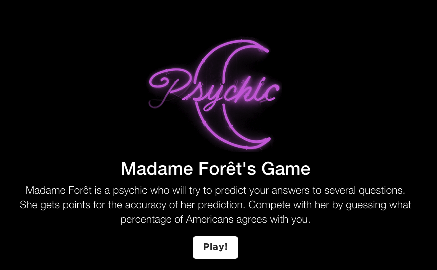 Psychic
Madame Forêt's Game
Madame Forêt is a psychic who will try to predict your answers to several questions.
She gets points for the accuracy of her prediction. Compete with her by guessing what
percentage of Americans agrees with you.
Play!